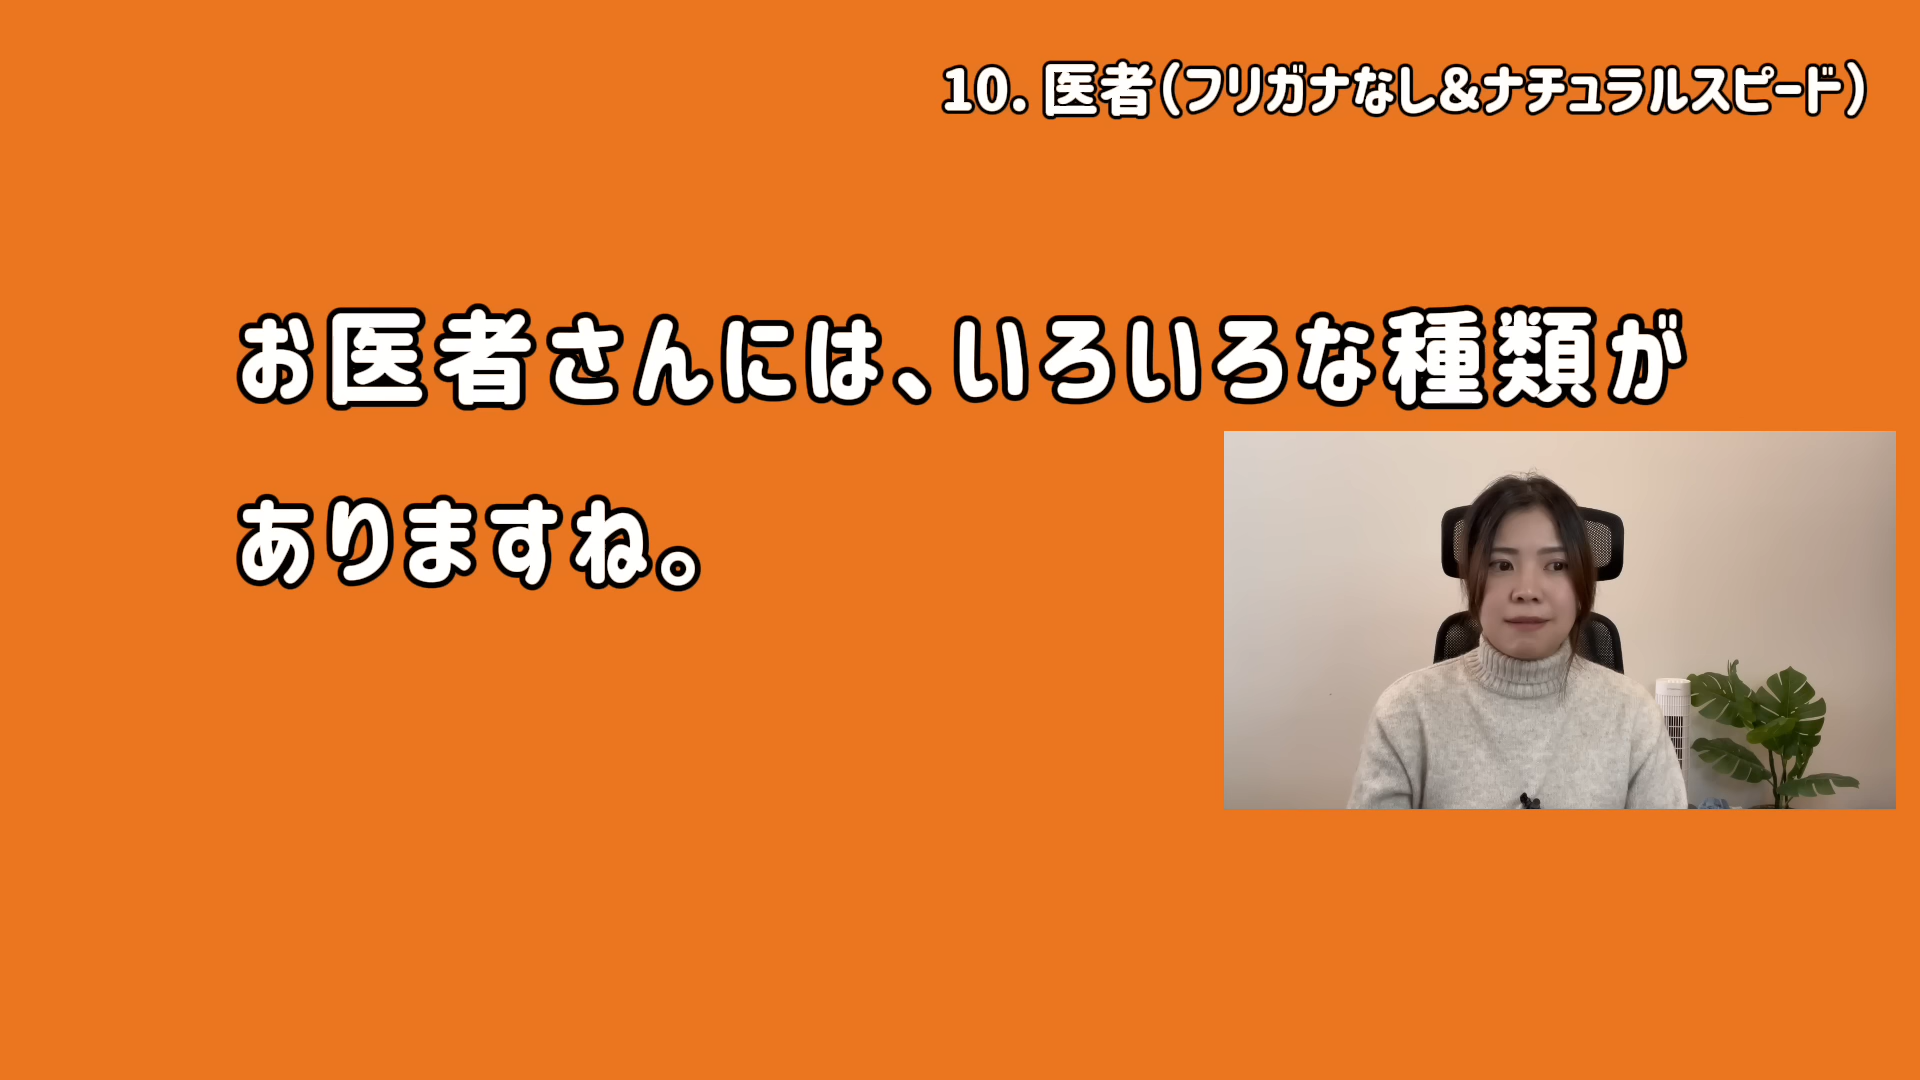 10. 医者(フリガナなし&ナチュラルスピード)
お医者さんには、いろいろな種類が
ありますね。